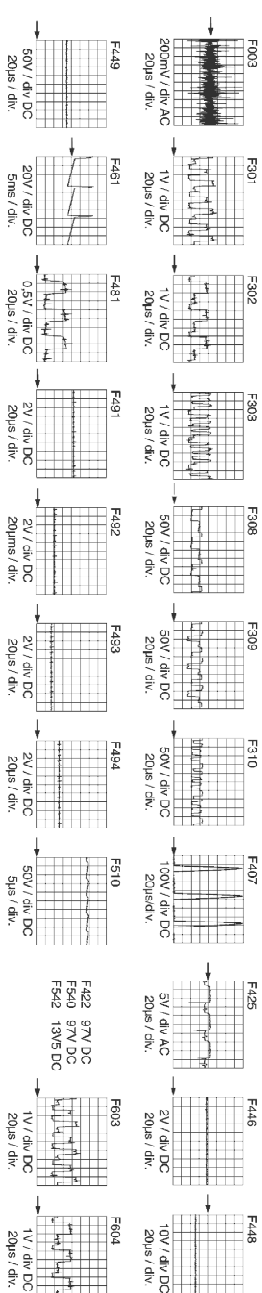 F003
200mV / div AC
20µs / div.
F301
1V / div DC
20µs / div.
F302
1V / div DC
20µs / div.
F303
1V / div DC
20µs / div.
F308
50V / div DC
20µs / div.
F309
50V / div DC
20µs / div.
F310
50V / div DC
20µs / div.
F407
100V / div DC
20µs/div.
F425
5V / div AC
20µs / div.
F446
2V / div DC
20µs / div.
F448
10V / div DC
20µs / div.
F449
50V / div DC
20µs / div.
F461
20V / div DC
5ms / div.
F481
0,5V / div DC
20µs / div.
F491
2V / div DC
20µs / div.
F492
2V / div DC
20µms / div.
F493
2V / div DC
20µs / div.
F494
2V / div DC
20µs / div.
F510
50V / div DC
5µs / div.
F422 97V DC
F540 97V DC
F542 13V5 DC
F603
1V / div DC
20µs / div.
F604
1V / div DC
20µs / div.